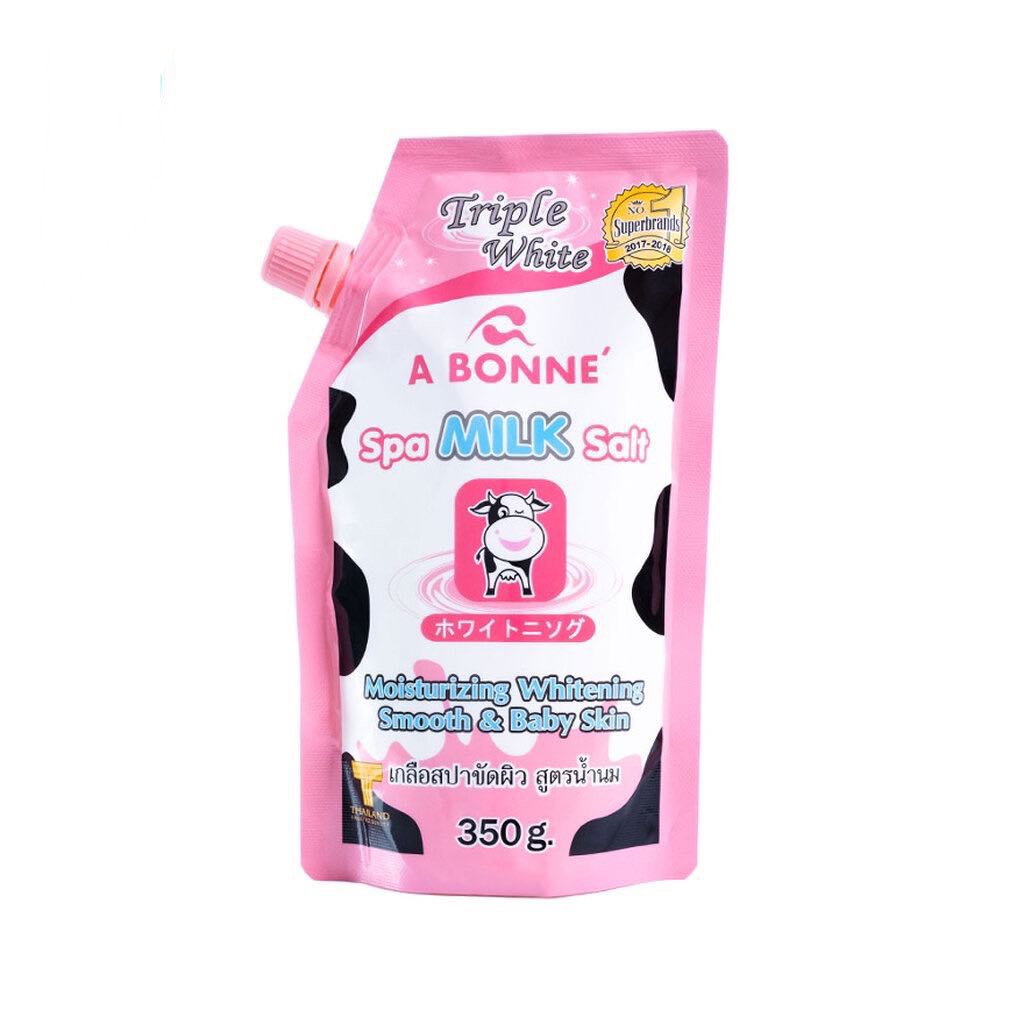 Triple
White
NO. 1
Superbrands
2017-2018
A BONNE´
Spa MILK Salt
ホワイトニソグ
Moisturizing Whitening
Smooth & Baby Skin
เกลือสปาขัดผิว สูตรน้ำนม
T
THAILAND
350 g.